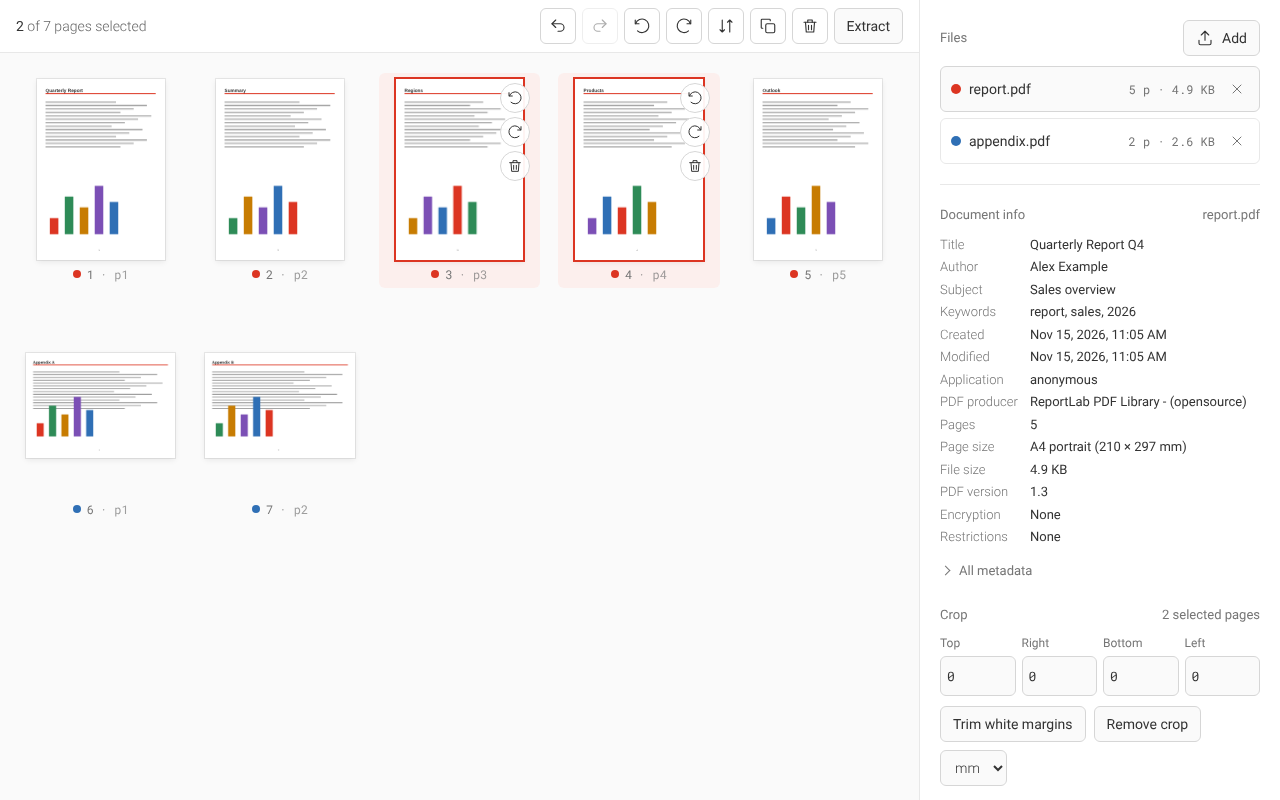 2 of 7 pages selected
Extract
Quarterly Report
Summary
Regions
Products
Outlook
1 · p1
2 · p2
3 · p3
4 · p4
5 · p5
Appendix A
Appendix B
6 · p1
7 · p2
Files
Add
report.pdf 5 p · 4.9 KB
appendix.pdf 2 p · 2.6 KB
Document info report.pdf
Title Quarterly Report Q4
Author Alex Example
Subject Sales overview
Keywords report, sales, 2026
Created Nov 15, 2026, 11:05 AM
Modified Nov 15, 2026, 11:05 AM
Application anonymous
PDF producer ReportLab PDF Library - (opensource)
Pages 5
Page size A4 portrait (210 × 297 mm)
File size 4.9 KB
PDF version 1.3
Encryption None
Restrictions None
All metadata
Crop 2 selected pages
Top Right Bottom Left
0 0 0 0
Trim white margins Remove crop
mm